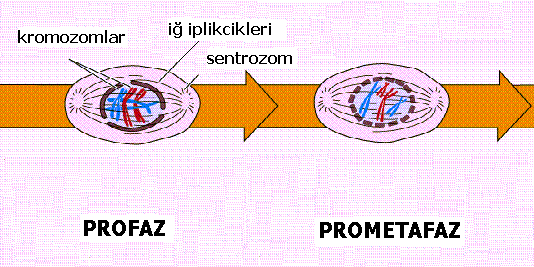 kromozomlar
iğ iplikcikleri
sentrozom
PROFAZ
PROMETAFAZ